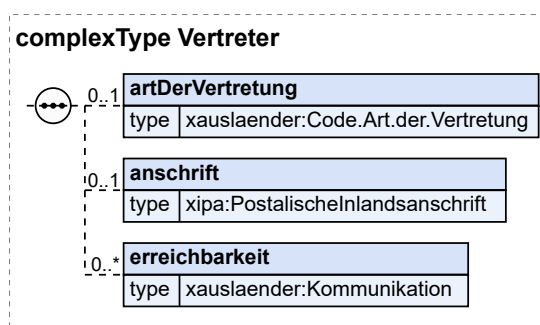 complexType Vertreter
0..1 artDerVertretung
type xauslaender:Code.Art.der.Vertretung
0..1 anschrift
type xipa:PostalischeInlandsanschrift
0..* erreichbarkeit
type xauslaender:Kommunikation